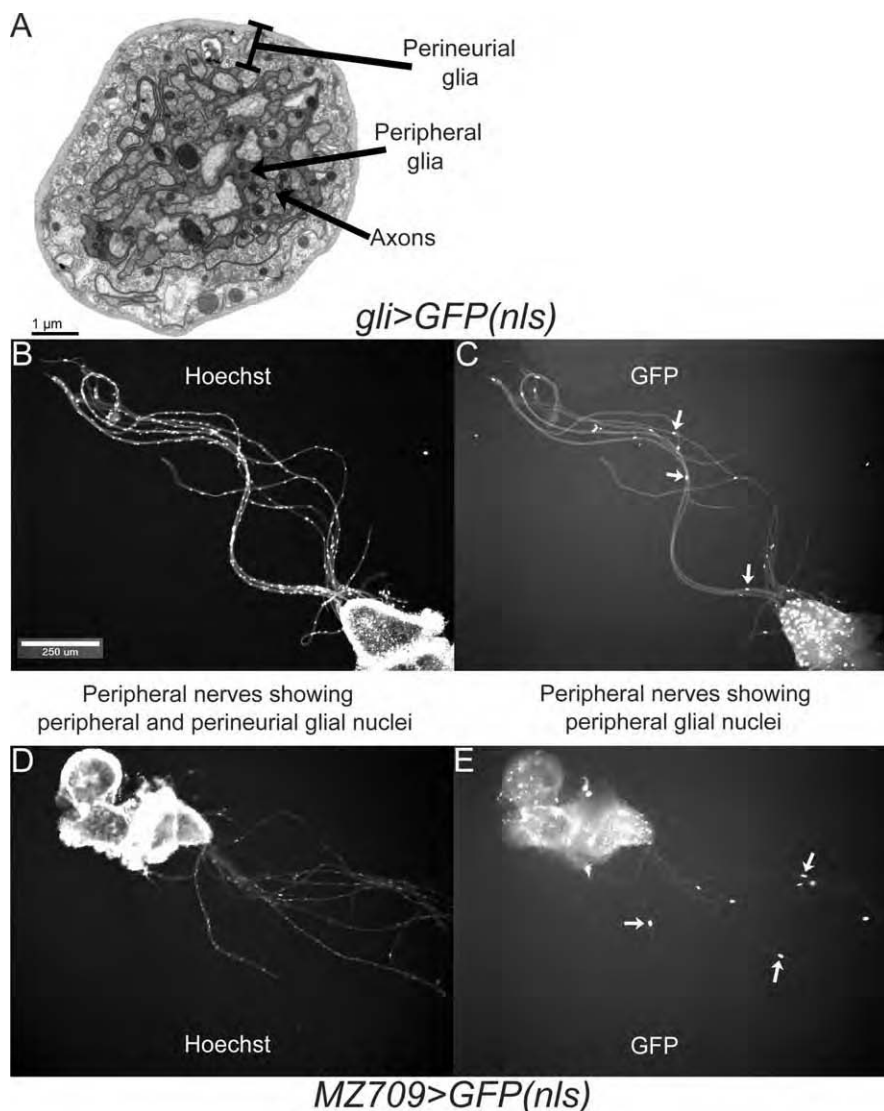 A
Perineurial
glia
Peripheral
glia
Axons
1 µm
gli>GFP(nls)
B
Hoechst
C
GFP
250 um
Peripheral nerves showing
peripheral and perineurial glial nuclei
Peripheral nerves showing
peripheral glial nuclei
D
Hoechst
E
GFP
MZ709>GFP(nls)